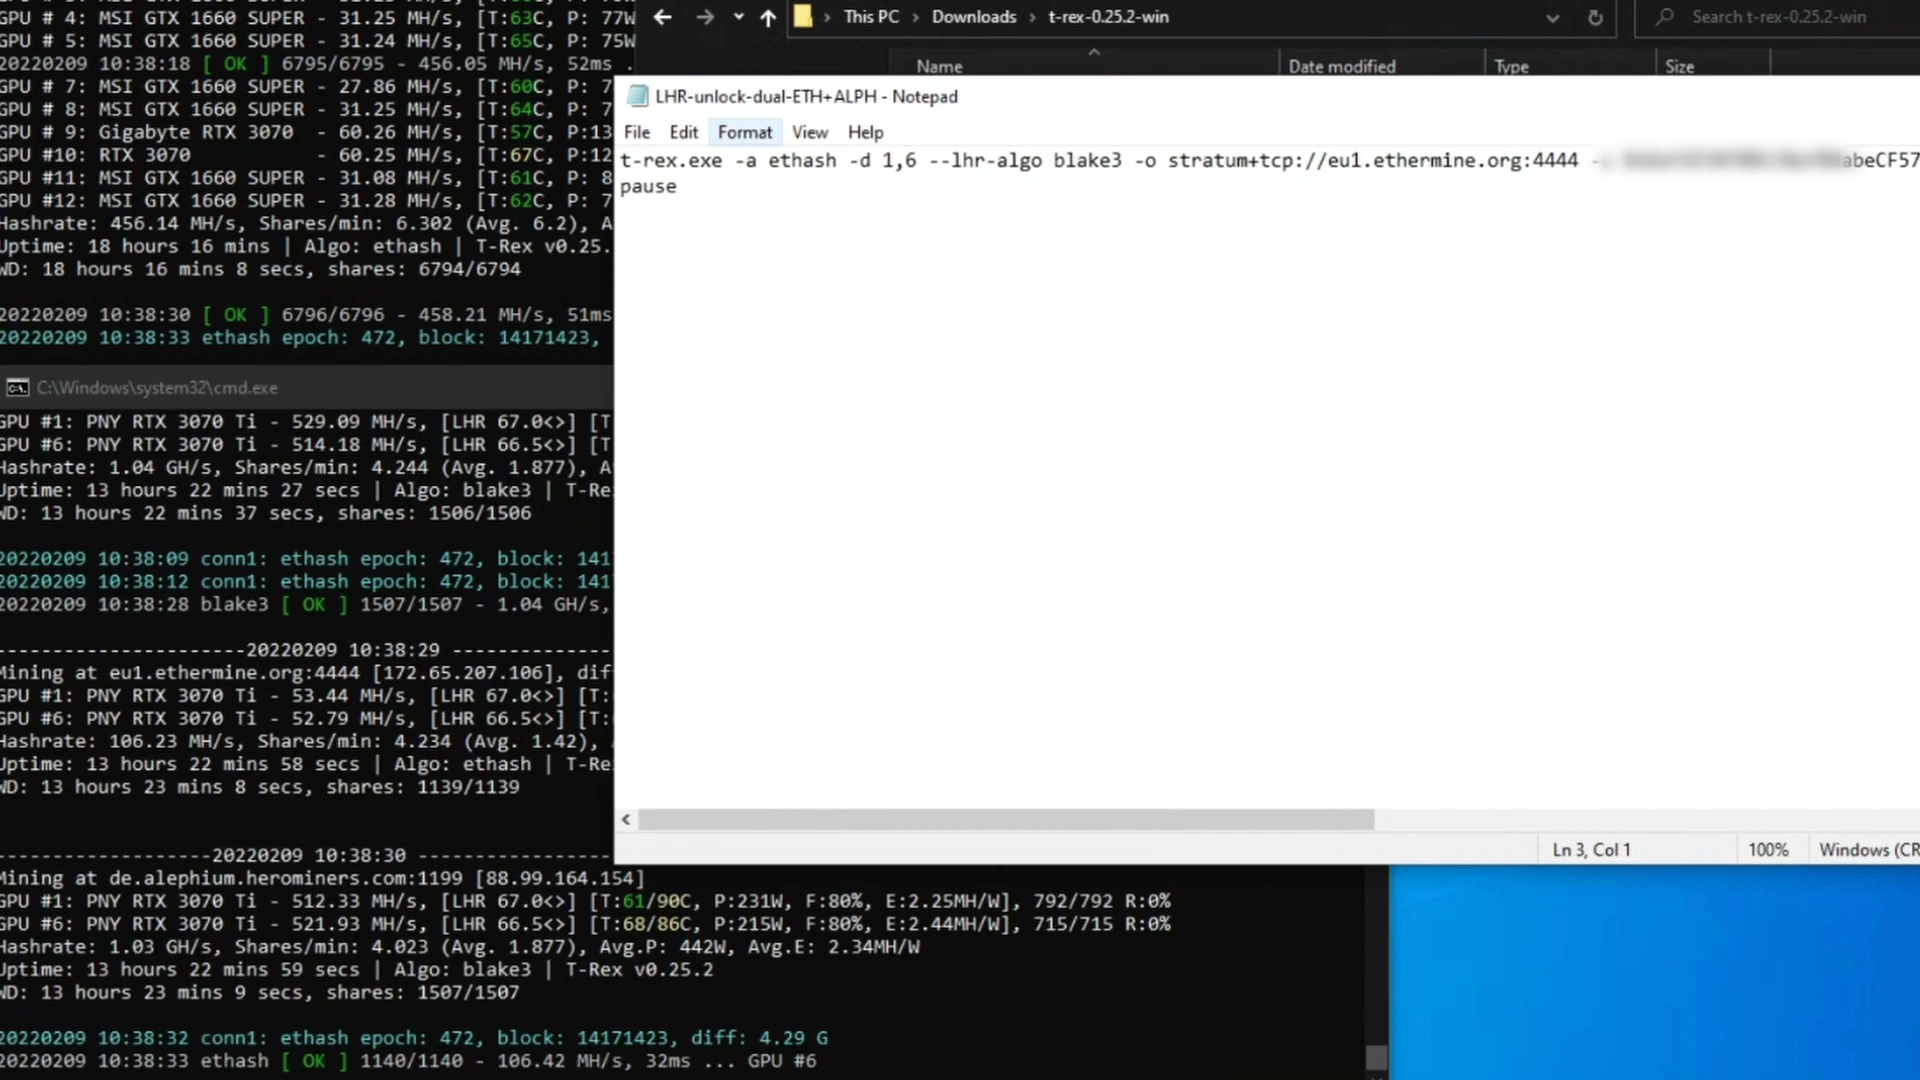 GPU # 4: MSI GTX 1660 SUPER - 31.25 MH/s, [T:63C, P: 77W
GPU # 5: MSI GTX 1660 SUPER - 31.24 MH/s, [T:65C, P: 75W
20220209 10:38:18 [ OK ] 6795/6795 - 456.05 MH/s, 52ms .
GPU # 7: MSI GTX 1660 SUPER - 27.86 MH/s, [T:60C, P: 7
GPU # 8: MSI GTX 1660 SUPER - 31.25 MH/s, [T:64C, P: 7
GPU # 9: Gigabyte RTX 3070 - 60.26 MH/s, [T:57C, P:13
GPU #10: RTX 3070 - 60.25 MH/s, [T:67C, P:12
GPU #11: MSI GTX 1660 SUPER - 31.08 MH/s, [T:61C, P: 8
GPU #12: MSI GTX 1660 SUPER - 31.28 MH/s, [T:62C, P: 7
Hashrate: 456.14 MH/s, Shares/min: 6.302 (Avg. 6.2), A
Uptime: 18 hours 16 mins | Algo: ethash | T-Rex v0.25.
WD: 18 hours 16 mins 8 secs, shares: 6794/6794
20220209 10:38:30 [ OK ] 6796/6796 - 458.21 MH/s, 51ms
20220209 10:38:33 ethash epoch: 472, block: 14171423,
C:\Windows\system32\cmd.exe
GPU #1: PNY RTX 3070 Ti - 529.09 MH/s, [LHR 67.0<>] [T
GPU #6: PNY RTX 3070 Ti - 514.18 MH/s, [LHR 66.5<>] [T
Hashrate: 1.04 GH/s, Shares/min: 4.244 (Avg. 1.877), A
Uptime: 13 hours 22 mins 27 secs | Algo: blake3 | T-Re
WD: 13 hours 22 mins 37 secs, shares: 1506/1506
20220209 10:38:09 conn1: ethash epoch: 472, block: 141
20220209 10:38:12 conn1: ethash epoch: 472, block: 141
20220209 10:38:28 blake3 [ OK ] 1507/1507 - 1.04 GH/s,
----------------------20220209 10:38:29 --------------
Mining at eu1.ethermine.org:4444 [172.65.207.106], dif
GPU #1: PNY RTX 3070 Ti - 53.44 MH/s, [LHR 67.0<>] [T:
GPU #6: PNY RTX 3070 Ti - 52.79 MH/s, [LHR 66.5<>] [T:
Hashrate: 106.23 MH/s, Shares/min: 4.234 (Avg. 1.42),
Uptime: 13 hours 22 mins 58 secs | Algo: ethash | T-Re
WD: 13 hours 23 mins 8 secs, shares: 1139/1139
-------------------20220209 10:38:30 -----------------
Mining at de.alephium.herominers.com:1199 [88.99.164.154]
GPU #1: PNY RTX 3070 Ti - 512.33 MH/s, [LHR 67.0<>] [T:61/90C, P:231W, F:80%, E:2.25MH/W], 792/792 R:0%
GPU #6: PNY RTX 3070 Ti - 521.93 MH/s, [LHR 66.5<>] [T:68/86C, P:215W, F:80%, E:2.44MH/W], 715/715 R:0%
Hashrate: 1.03 GH/s, Shares/min: 4.023 (Avg. 1.877), Avg.P: 442W, Avg.E: 2.34MH/W
Uptime: 13 hours 22 mins 59 secs | Algo: blake3 | T-Rex v0.25.2
WD: 13 hours 23 mins 9 secs, shares: 1507/1507
20220209 10:38:32 conn1: ethash epoch: 472, block: 14171423, diff: 4.29 G
20220209 10:38:33 ethash [ OK ] 1140/1140 - 106.42 MH/s, 32ms ... GPU #6
This PC > Downloads > t-rex-0.25.2-win
Search t-rex-0.25.2-win
Name Date modified Type Size
LHR-unlock-dual-ETH+ALPH - Notepad
File Edit Format View Help
t-rex.exe -a ethash -d 1,6 --lhr-algo blake3 -o stratum+tcp://eu1.ethermine.org:4444 abeCF57
pause
Ln 3, Col 1 100% Windows (CR